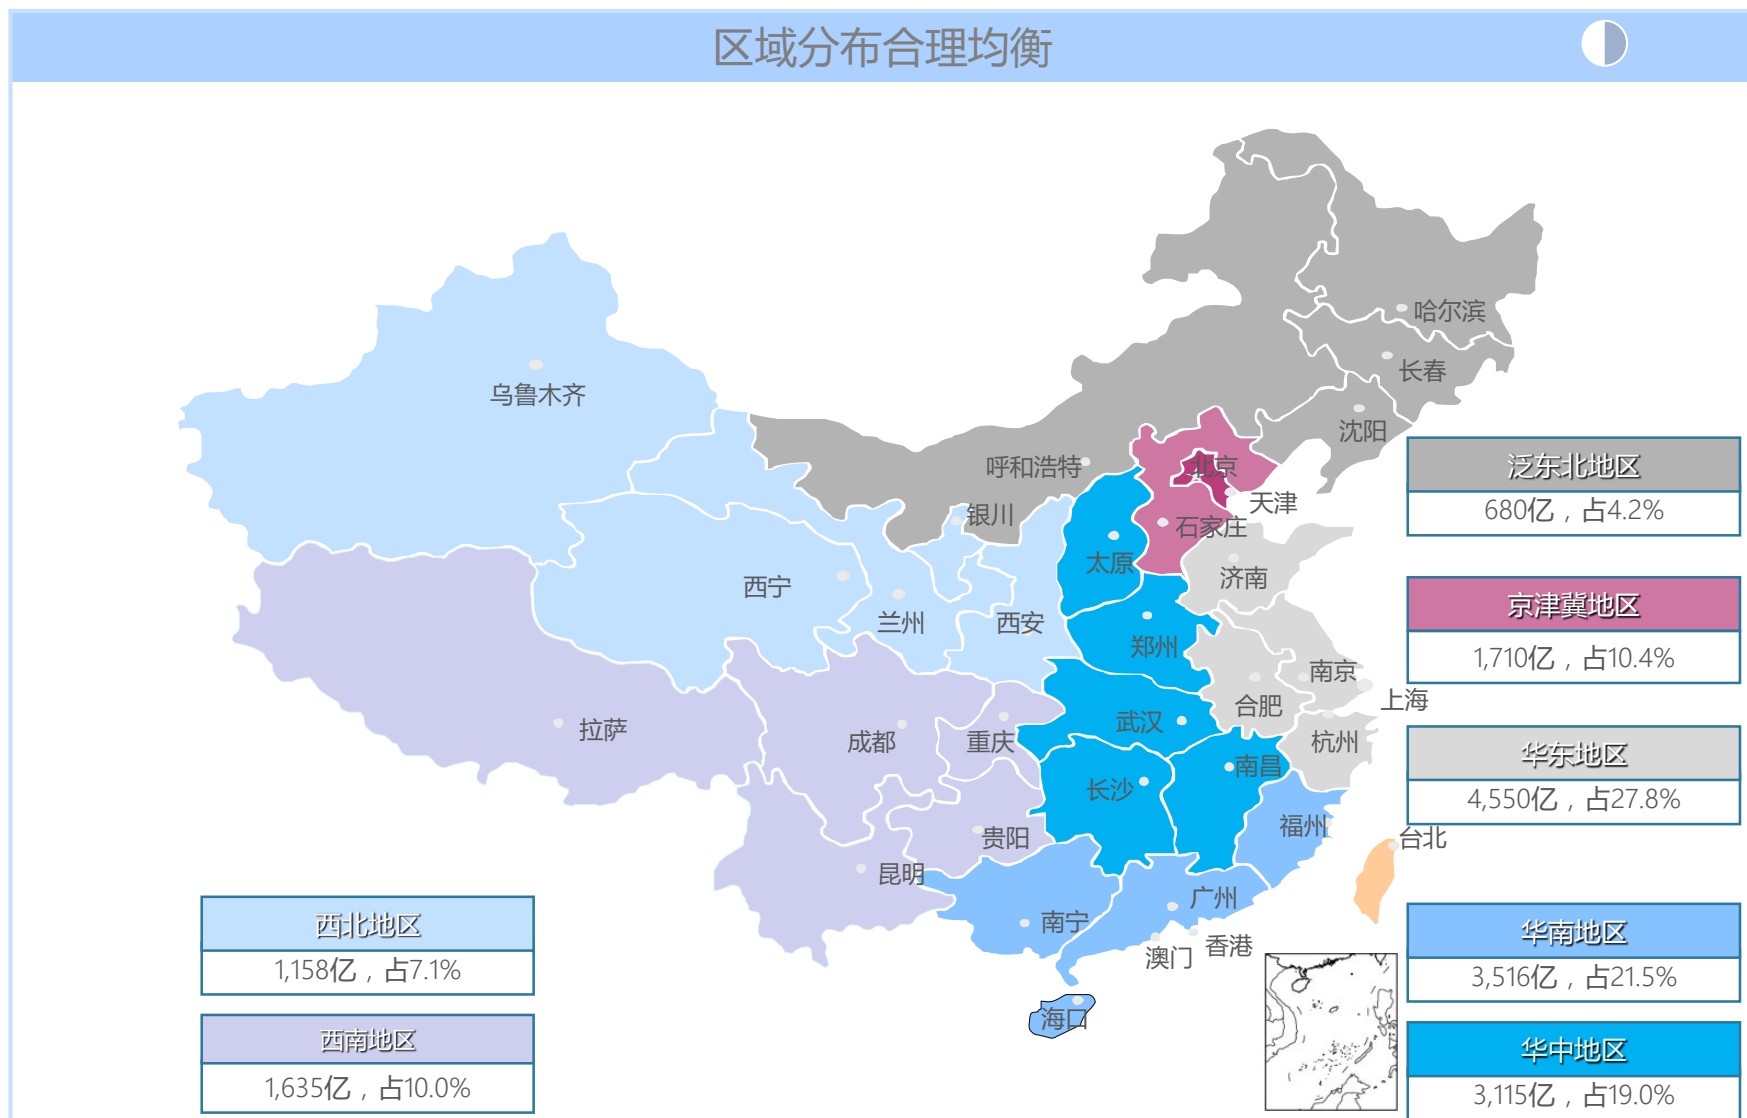 区域分布合理均衡
哈尔滨
长春
乌鲁木齐
沈阳
呼和浩特
北京
泛东北地区
天津
680亿，占4.2%
银川
石家庄
太原
济南
西宁
京津冀地区
兰州
西安
郑州
1,710亿，占10.4%
南京
上海
合肥
拉萨
武汉
成都
重庆
杭州
华东地区
南昌
长沙
4,550亿，占27.8%
福州
贵阳
台北
昆明
广州
西北地区
南宁
华南地区
香港
澳门
1,158亿，占7.1%
3,516亿，占21.5%
海口
西南地区
华中地区
1,635亿，占10.0%
3,115亿，占19.0%